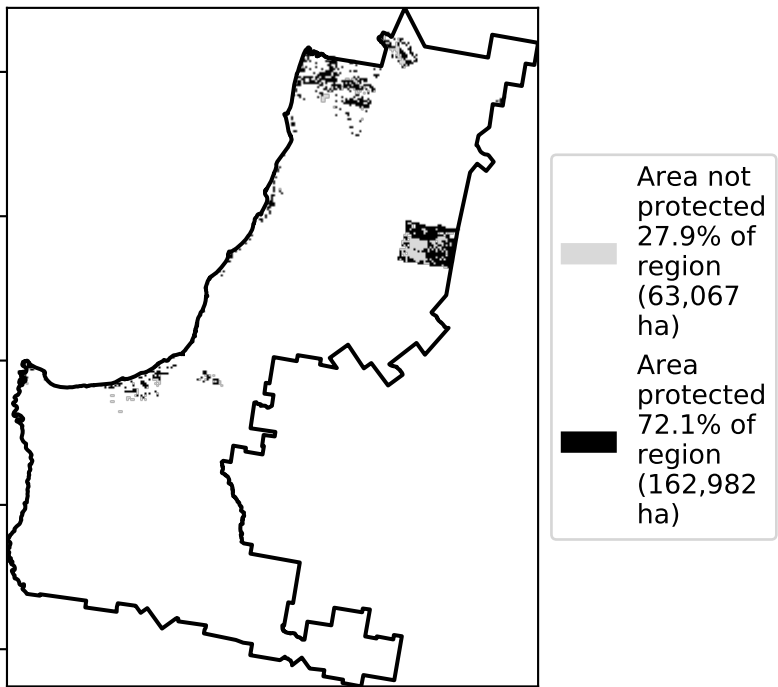 Area not
protected
27.9% of
region
(63,067
ha)
Area
protected
72.1% of
region
(162,982
ha)